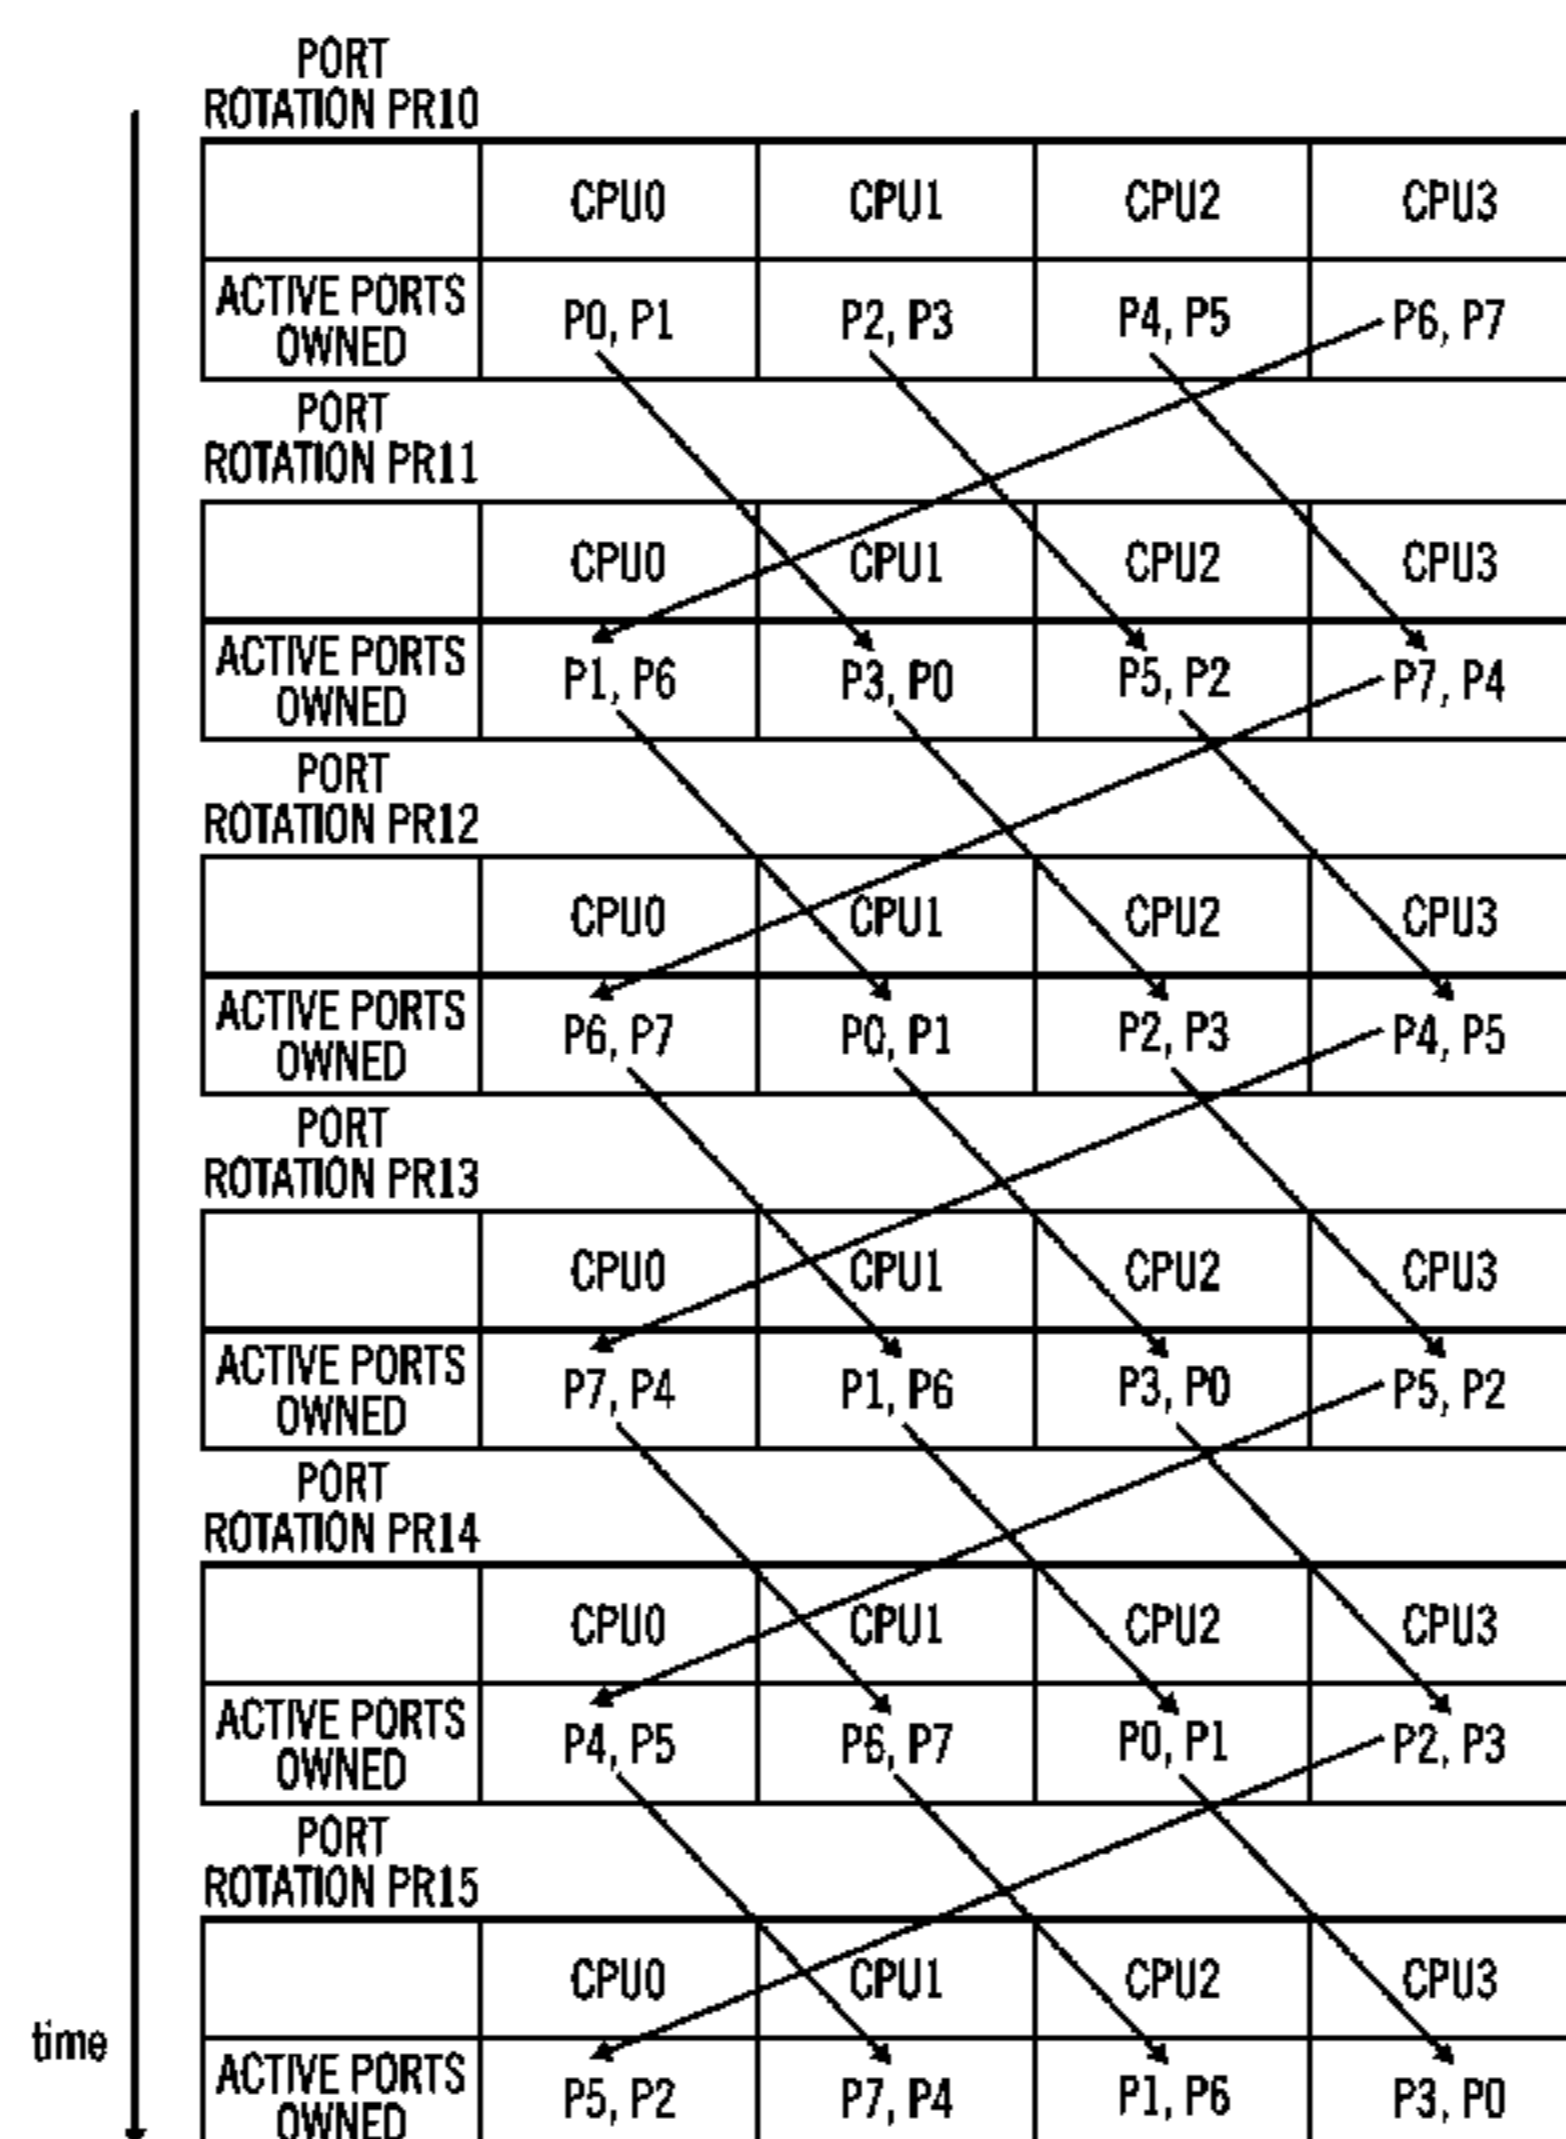 PORT
ROTATION PR10
CPU0 CPU1 CPU2 CPU3
ACTIVE PORTS
OWNED
P0, P1 P2, P3 P4, P5 P6, P7
PORT
ROTATION PR11
CPU0 CPU1 CPU2 CPU3
ACTIVE PORTS
OWNED
P1, P6 P3, P0 P5, P2 P7, P4
PORT
ROTATION PR12
CPU0 CPU1 CPU2 CPU3
ACTIVE PORTS
OWNED
P6, P7 P0, P1 P2, P3 P4, P5
PORT
ROTATION PR13
CPU0 CPU1 CPU2 CPU3
ACTIVE PORTS
OWNED
P7, P4 P1, P6 P3, P0 P5, P2
PORT
ROTATION PR14
CPU0 CPU1 CPU2 CPU3
ACTIVE PORTS
OWNED
P4, P5 P6, P7 P0, P1 P2, P3
PORT
ROTATION PR15
CPU0 CPU1 CPU2 CPU3
time
ACTIVE PORTS
OWNED
P5, P2 P7, P4 P1, P6 P3, P0